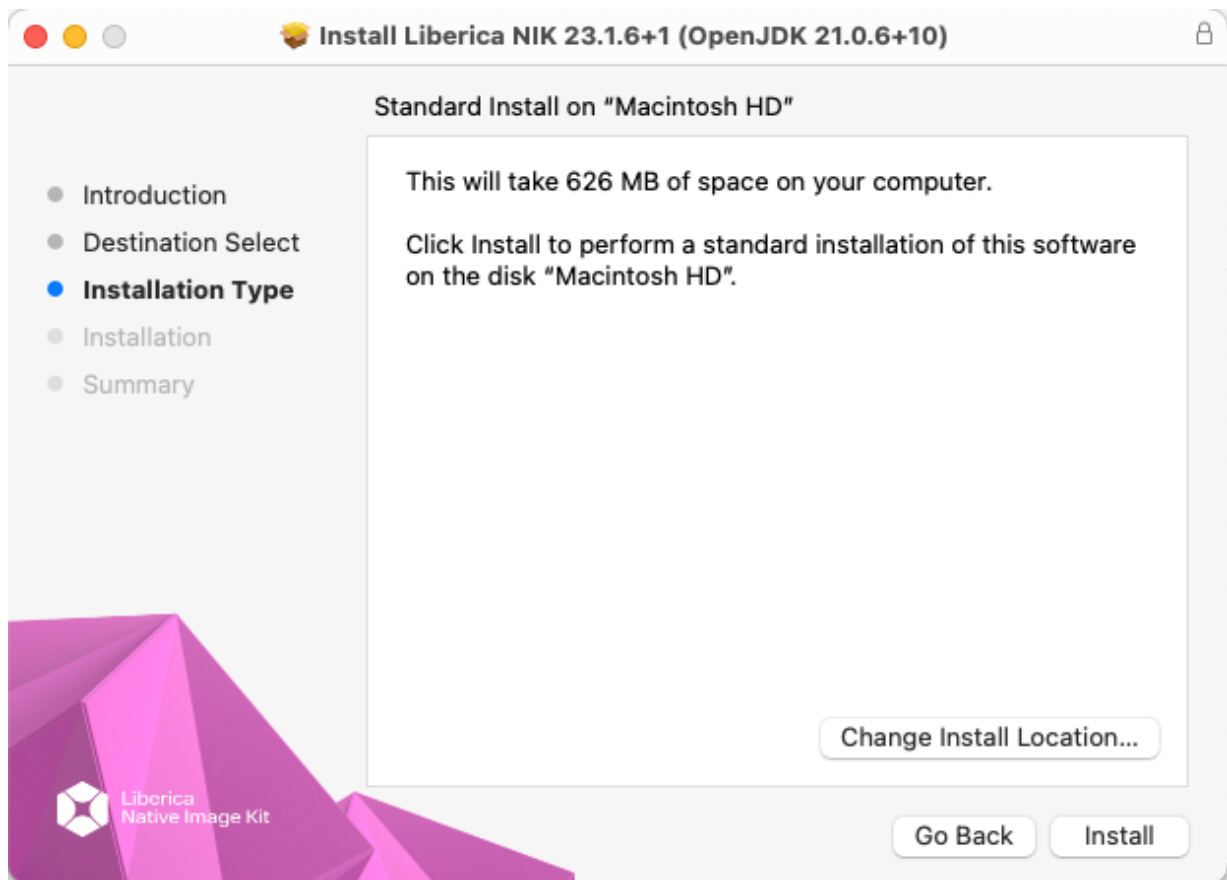 Install Liberica NIK 23.1.6+1 (OpenJDK 21.0.6+10)
Standard Install on “Macintosh HD”
Introduction
Destination Select
Installation Type
Installation
Summary
This will take 626 MB of space on your computer.
Click Install to perform a standard installation of this software
on the disk “Macintosh HD”.
Change Install Location...
Liberica
Native Image Kit
Go Back
Install